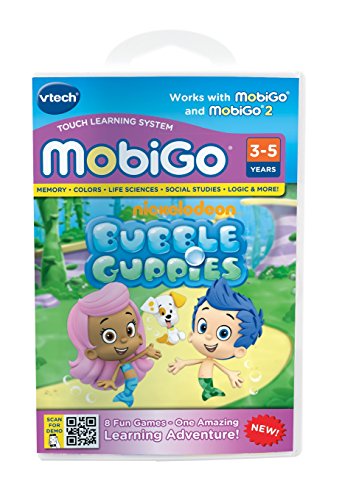 vtech®
Works with MobiGo®
and MobiGo®2
TOUCH LEARNING SYSTEM
MobiGo®
3-5
YEARS
MEMORY • COLORS • LIFE SCIENCES • SOCIAL STUDIES • LOGIC & MORE!
nickelodeon
BUBBLE
GUPPIES
SCAN
FOR
DEMO
8 Fun Games - One Amazing
Learning Adventure!
NEW!